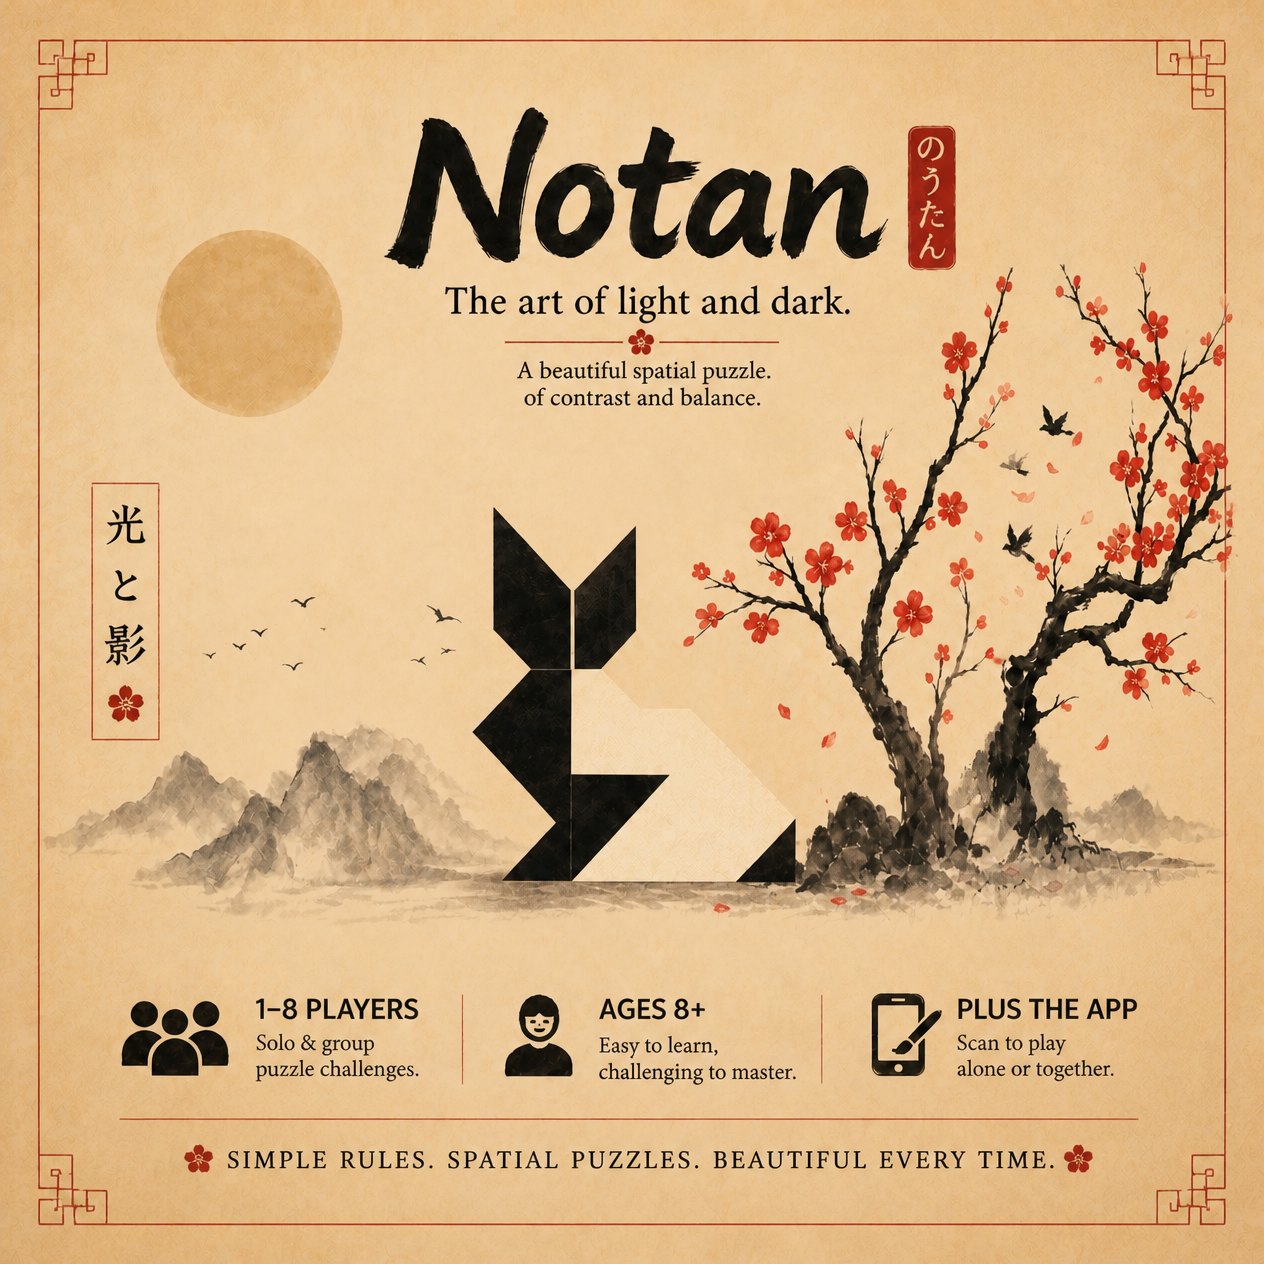 Notan
のうたん
The art of light and dark.
A beautiful spatial puzzle.
of contrast and balance.
光と影
1–8 PLAYERS
Solo & group
puzzle challenges.
AGES 8+
Easy to learn,
challenging to master.
PLUS THE APP
Scan to play
alone or together.
SIMPLE RULES. SPATIAL PUZZLES. BEAUTIFUL EVERY TIME.